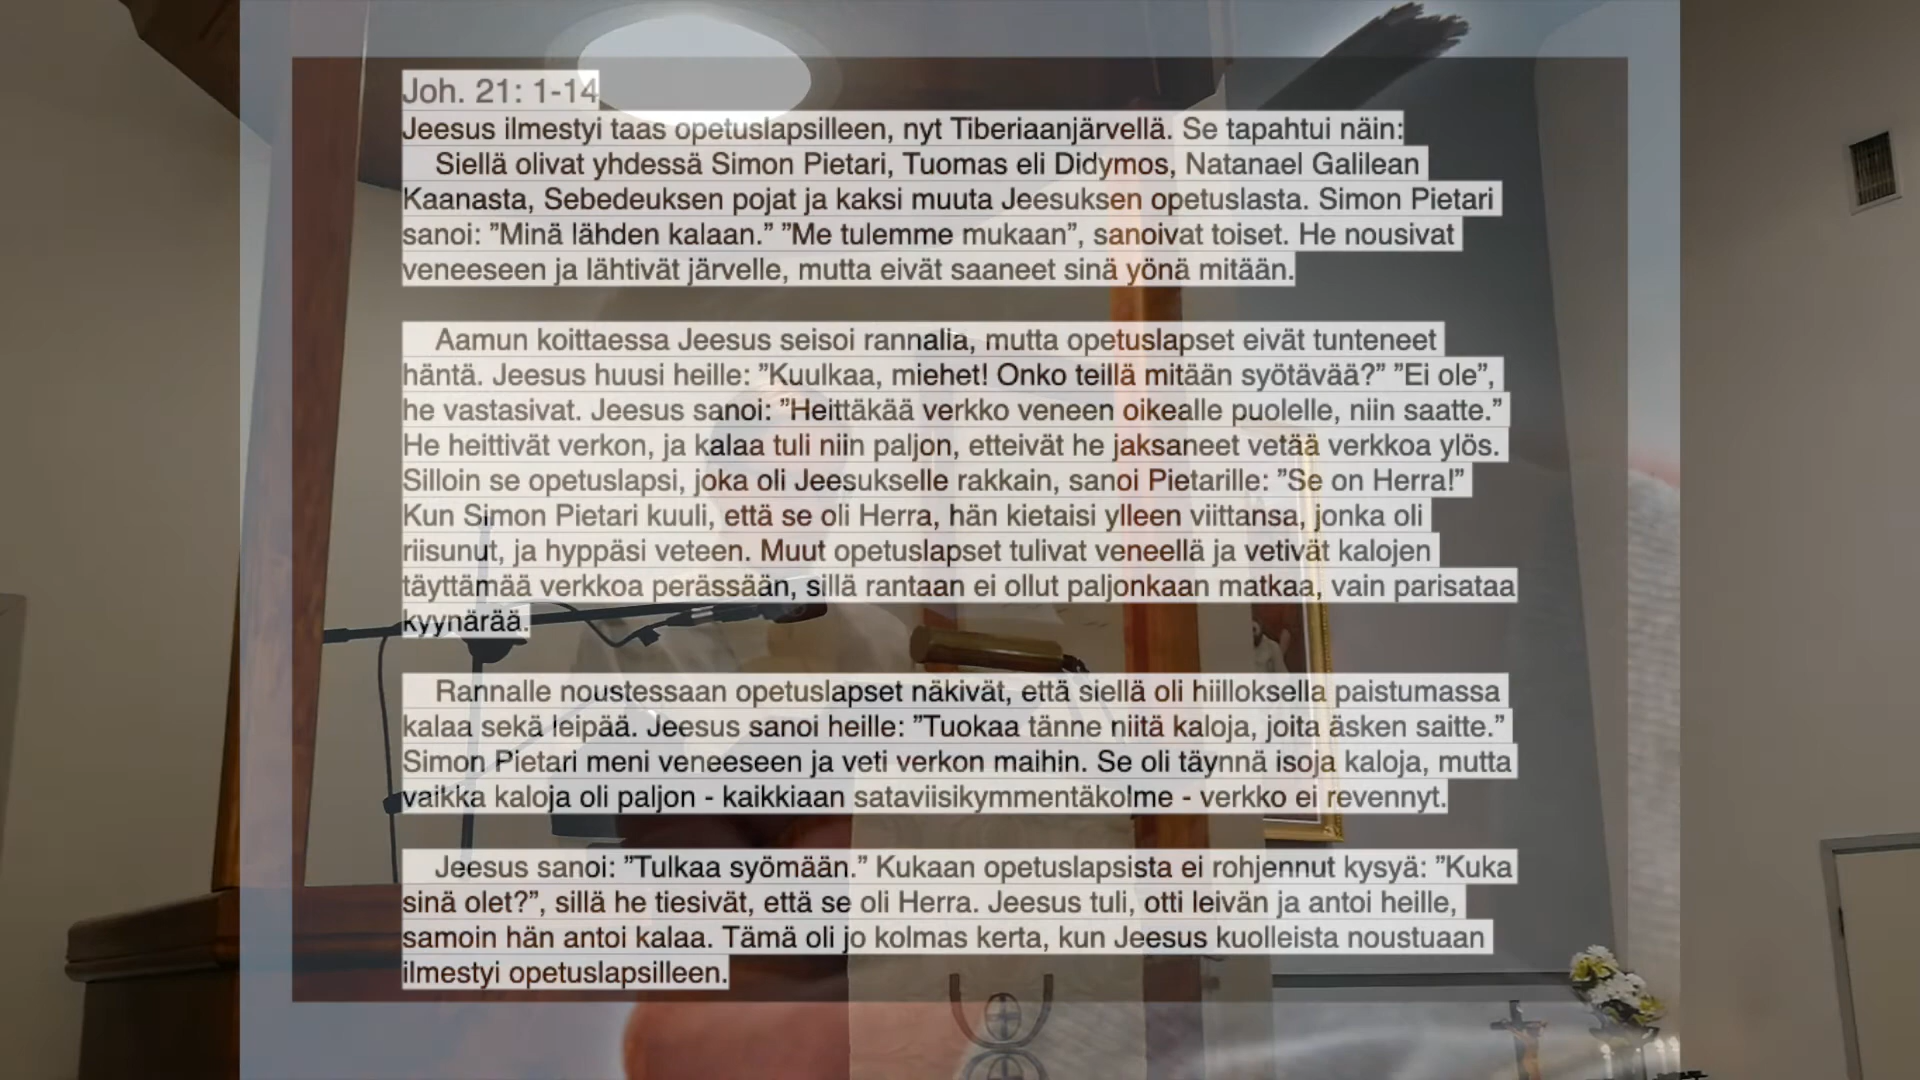 Joh. 21: 1-14
Jeesus ilmestyi taas opetuslapsilleen, nyt Tiberiaanjärvellä. Se tapahtui näin:
Siellä olivat yhdessä Simon Pietari, Tuomas eli Didymos, Natanael Galilean
Kaanasta, Sebedeuksen pojat ja kaksi muuta Jeesuksen opetuslasta. Simon Pietari
sanoi: ”Minä lähden kalaan.” ”Me tulemme mukaan”, sanoivat toiset. He nousivat
veneeseen ja lähtivät järvelle, mutta eivät saaneet sinä yönä mitään.
Aamun koittaessa Jeesus seisoi rannalia, mutta opetuslapset eivät tunteneet
häntä. Jeesus huusi heille: ”Kuulkaa, miehet! Onko teillä mitään syötävää?” ”Ei ole”,
he vastasivat. Jeesus sanoi: ”Heittäkää verkko veneen oikealle puolelle, niin saatte.”
He heittivät verkon, ja kalaa tuli niin paljon, etteivät he jaksaneet vetää verkkoa ylös.
Silloin se opetuslapsi, joka oli Jeesukselle rakkain, sanoi Pietarille: ”Se on Herra!”
Kun Simon Pietari kuuli, että se oli Herra, hän kietaisi ylleen viittansa, jonka oli
riisunut, ja hyppäsi veteen. Muut opetuslapset tulivat veneellä ja vetivät kalojen
täyttämää verkkoa perässään, sillä rantaan ei ollut paljonkaan matkaa, vain parisataa
kyynärää.
Rannalle noustessaan opetuslapset näkivät, että siellä oli hiilloksella paistumassa
kalaa sekä leipää. Jeesus sanoi heille: ”Tuokaa tänne niitä kaloja, joita äsken saitte.”
Simon Pietari meni veneeseen ja veti verkon maihin. Se oli täynnä isoja kaloja, mutta
vaikka kaloja oli paljon - kaikkiaan sataviisikymmentäkolme - verkko ei revennyt.
Jeesus sanoi: ”Tulkaa syömään.” Kukaan opetuslapsista ei rohjennut kysyä: ”Kuka
sinä olet?”, sillä he tiesivät, että se oli Herra. Jeesus tuli, otti leivän ja antoi heille,
samoin hän antoi kalaa. Tämä oli jo kolmas kerta, kun Jeesus kuolleista noustuaan
ilmestyi opetuslapsilleen.